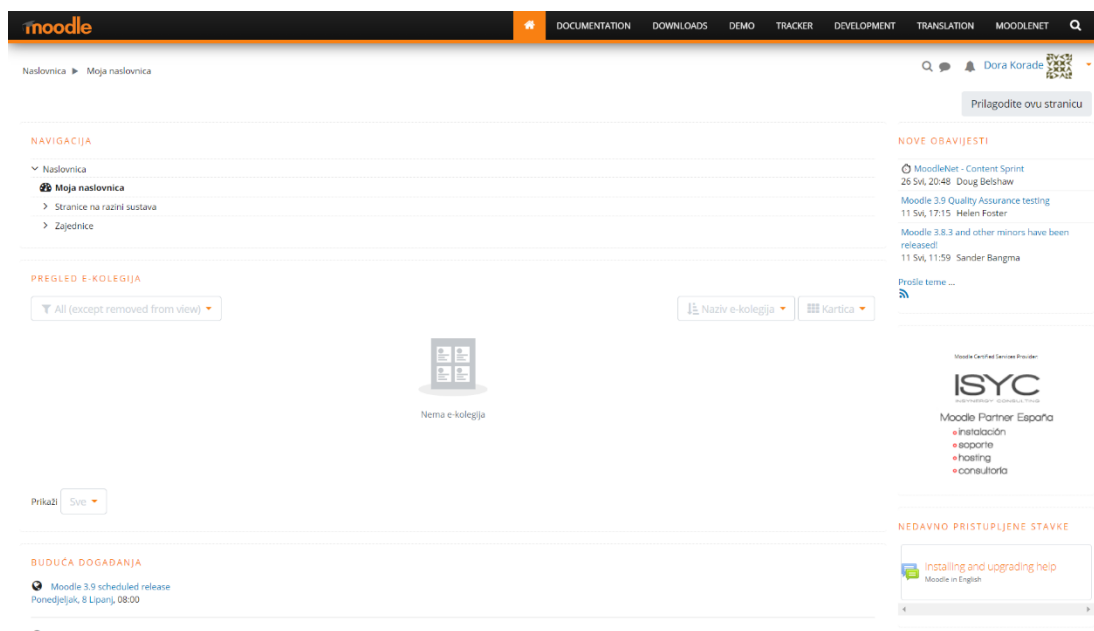 moodle
DOCUMENTATION DOWNLOADS DEMO TRACKER DEVELOPMENT TRANSLATION MOODLENET
Naslovnica ► Moja naslovnica
Dora Korade
Prilagodite ovu stranicu
NAVIGACIJA
Naslovnica
Moja naslovnica
Stranice na razini sustava
Zajednice
PREGLED E-KOLEGIJA
All (except removed from view)
Naziv e-kolegija
Kartica
Nema e-kolegija
Prikaži Sve
BUDUĆA DOGAĐANJA
Moodle 3.9 scheduled release
Ponedjeljak, 8 Lipanj, 08:00
NOVE OBAVIJESTI
MoodleNet - Content Sprint
26 Svi, 20:48 Doug Belshaw
Moodle 3.9 Quality Assurance testing
11 Svi, 17:15 Helen Foster
Moodle 3.8.3 and other minors have been
released!
11 Svi, 11:59 Sander Bangma
Prošle teme ...
Moodle Certified Services Provider
ISYC
INSYNERGY CONSULTING
Moodle Partner España
instalación
soporte
hosting
consultoría
NEDAVNO PRISTUPLJENE STAVKE
Installing and upgrading help
Moodle in English